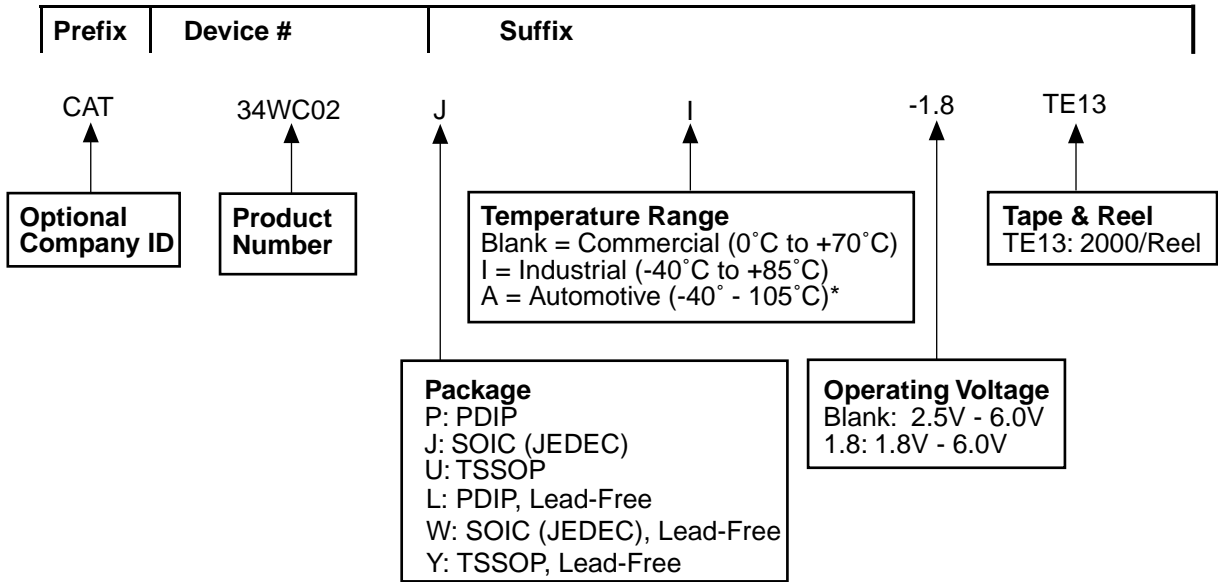 Prefix Device # Suffix
CAT 34WC02 J I -1.8 TE13
Optional
Company ID
Product
Number
Temperature Range
Blank = Commercial (0˚C to +70˚C)
I = Industrial (-40˚C to +85˚C)
A = Automotive (-40˚ - 105˚C)*
Tape & Reel
TE13: 2000/Reel
Package
P: PDIP
J: SOIC (JEDEC)
U: TSSOP
L: PDIP, Lead-Free
W: SOIC (JEDEC), Lead-Free
Y: TSSOP, Lead-Free
Operating Voltage
Blank: 2.5V - 6.0V
1.8: 1.8V - 6.0V